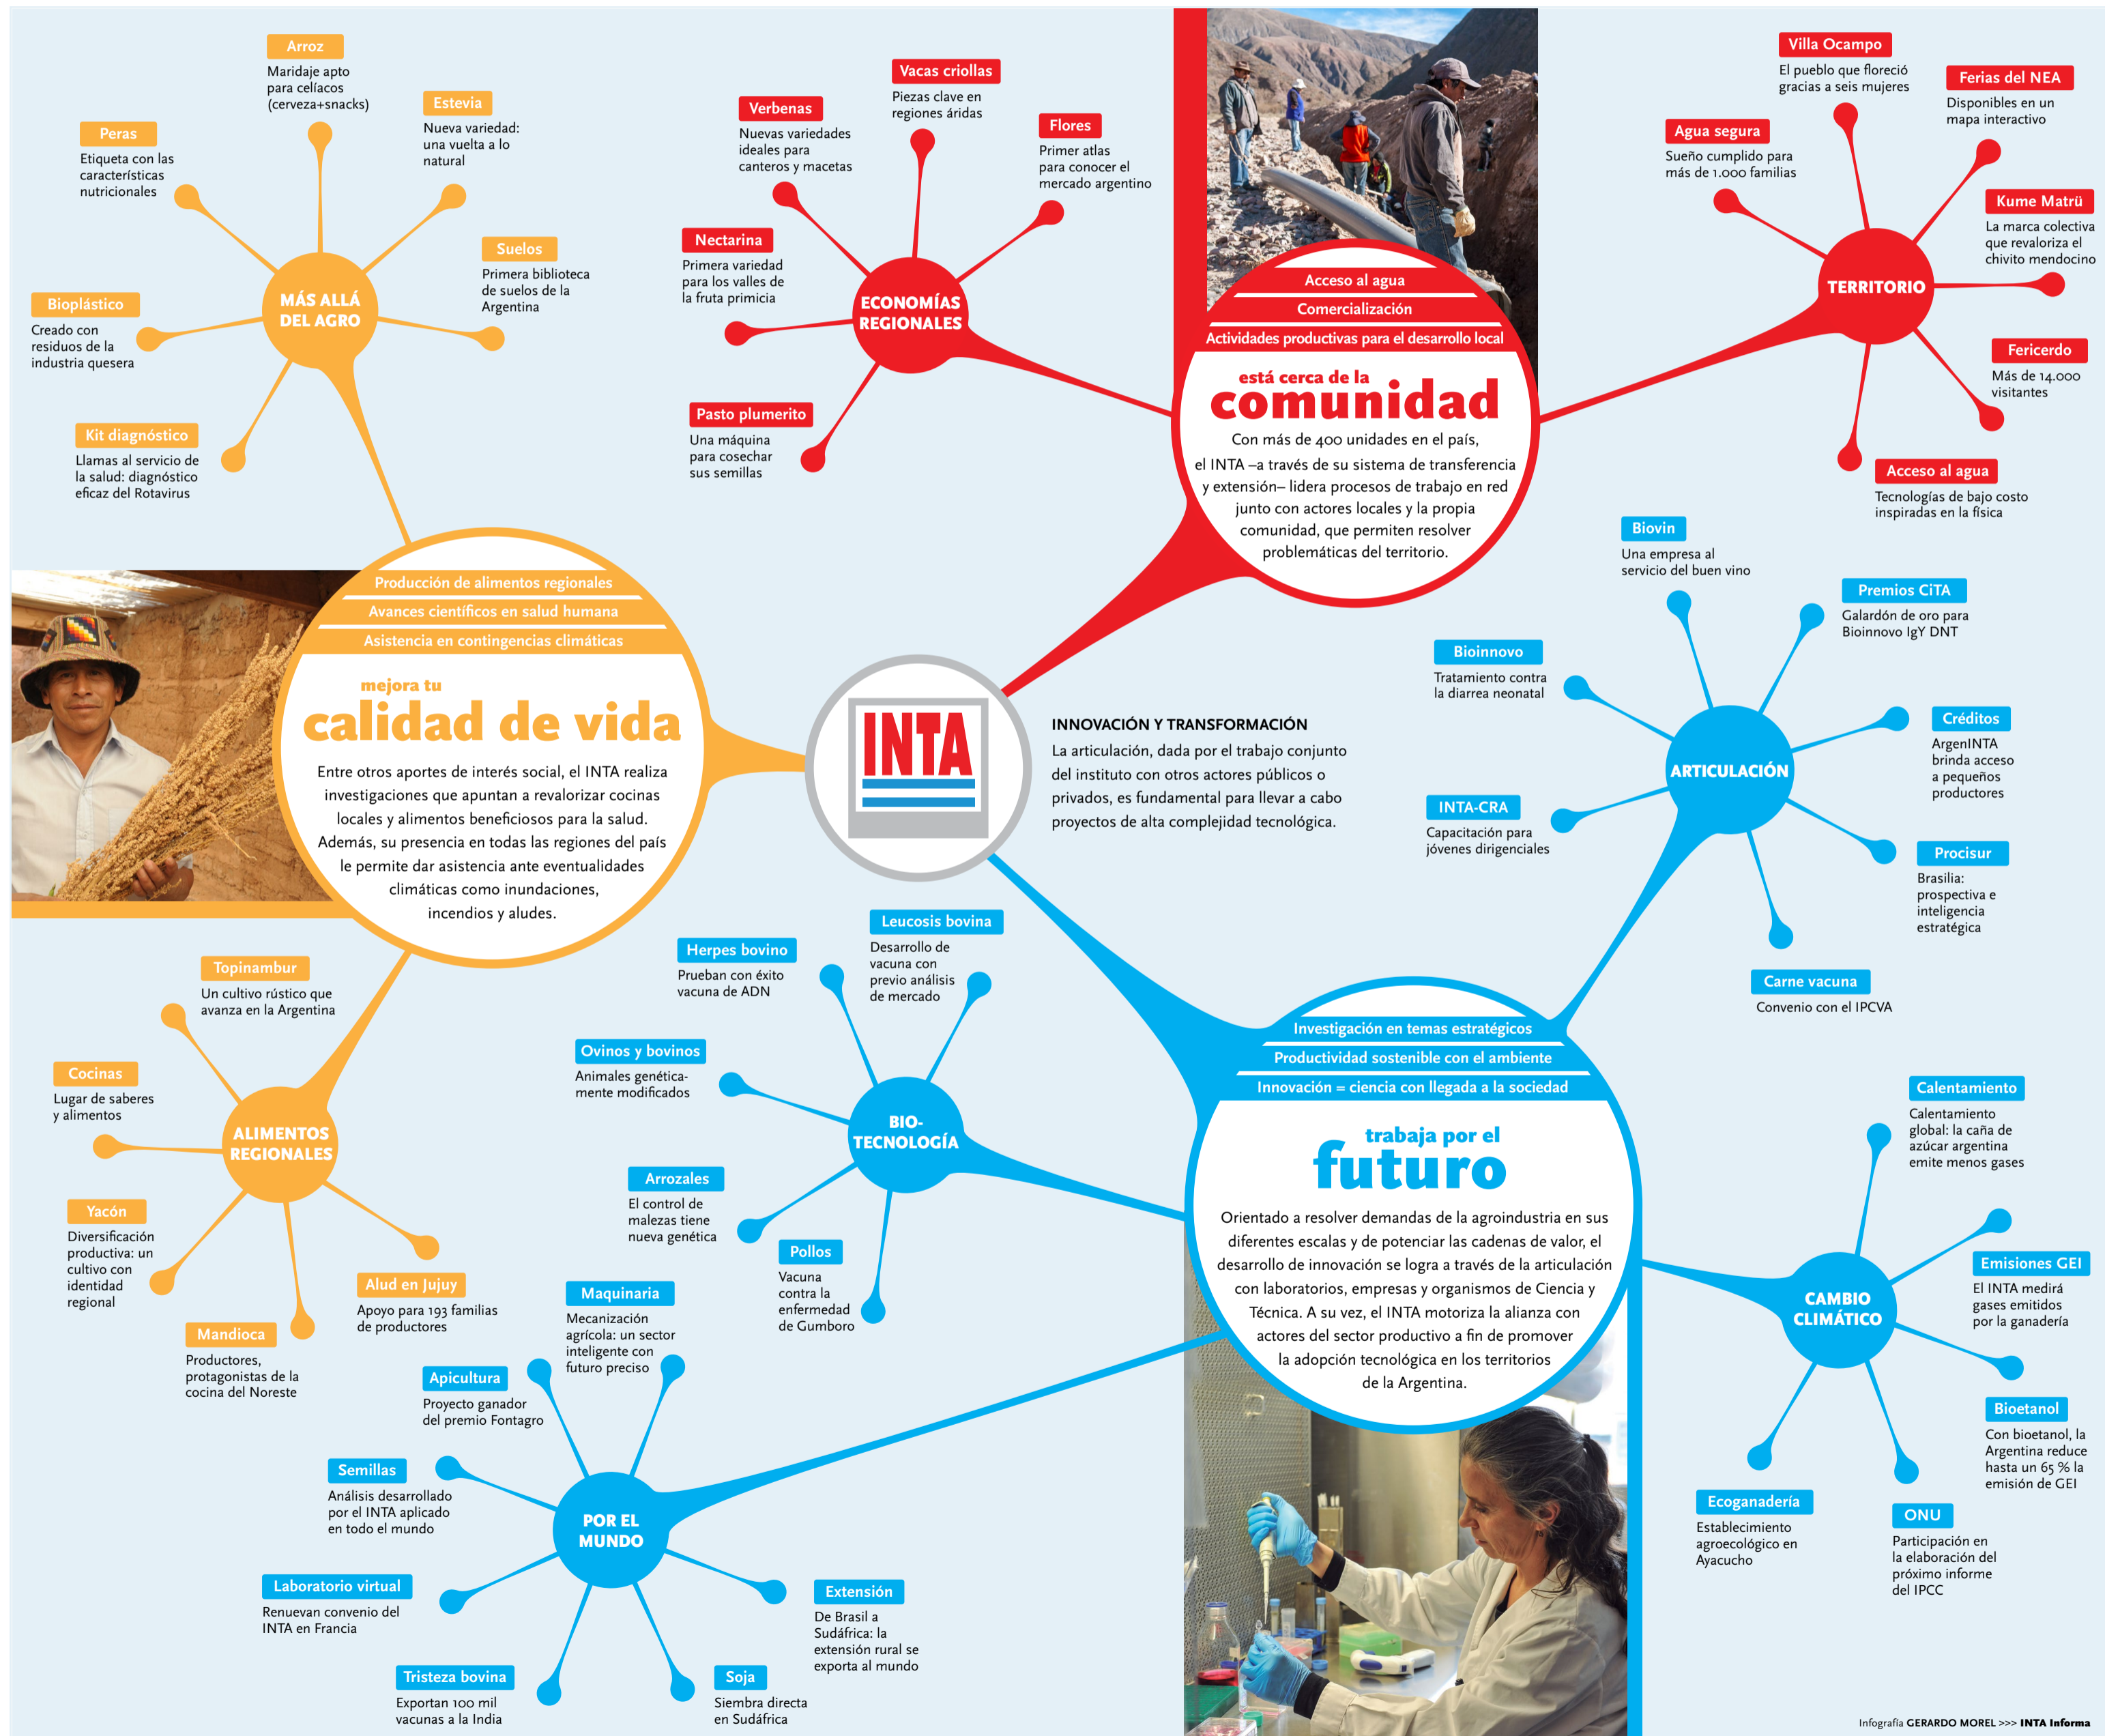 Arroz
Maridaje apto
para celíacos
(cerveza+snacks)
Estevia
Nueva variedad:
una vuelta a lo
natural
Peras
Etiqueta con las
características
nutricionales
Suelos
Primera biblioteca
de suelos de la
Argentina
Bioplástico
Creado con
residuos de la
industria quesera
Kit diagnóstico
Llamas al servicio de
la salud: diagnóstico
eficaz del Rotavirus
MÁS ALLÁ
DEL AGRO
Vacas criollas
Piezas clave en
regiones áridas
Verbenas
Nuevas variedades
ideales para
canteros y macetas
Flores
Primer atlas
para conocer el
mercado argentino
Nectarina
Primera variedad
para los valles de
la fruta primicia
Pasto plumerito
Una máquina
para cosechar
sus semillas
ECONOMÍAS
REGIONALES
Acceso al agua
Comercialización
Actividades productivas para el desarrollo local
está cerca de la
comunidad
Con más de 400 unidades en el país,
el INTA –a través de su sistema de transferencia
y extensión– lidera procesos de trabajo en red
junto con actores locales y la propia
comunidad, que permiten resolver
problemáticas del territorio.
Villa Ocampo
El pueblo que floreció
gracias a seis mujeres
Ferias del NEA
Disponibles en un
mapa interactivo
Agua segura
Sueño cumplido para
más de 1.000 familias
Kume Matrü
La marca colectiva
que revaloriza el
chivito mendocino
TERRITORIO
Fericerdo
Más de 14.000
visitantes
Acceso al agua
Tecnologías de bajo costo
inspiradas en la física
Producción de alimentos regionales
Avances científicos en salud humana
Asistencia en contingencias climáticas
mejora tu
calidad de vida
Entre otros aportes de interés social, el INTA realiza
investigaciones que apuntan a revalorizar cocinas
locales y alimentos beneficiosos para la salud.
Además, su presencia en todas las regiones del país
le permite dar asistencia ante eventualidades
climáticas como inundaciones,
incendios y aludes.
INTA
INNOVACIÓN Y TRANSFORMACIÓN
La articulación, dada por el trabajo conjunto
del instituto con otros actores públicos o
privados, es fundamental para llevar a cabo
proyectos de alta complejidad tecnológica.
Biovin
Una empresa al
servicio del buen vino
Premios CiTA
Galardón de oro para
Bioinnovo IgY DNT
Bioinnovo
Tratamiento contra
la diarrea neonatal
Créditos
ArgenINTA
brinda acceso
a pequeños
productores
ARTICULACIÓN
INTA-CRA
Capacitación para
jóvenes dirigenciales
Procisur
Brasilia:
prospectiva e
inteligencia
estratégica
Carne vacuna
Convenio con el IPCVA
Topinambur
Un cultivo rústico que
avanza en la Argentina
Cocinas
Lugar de saberes
y alimentos
ALIMENTOS
REGIONALES
Yacón
Diversificación
productiva: un
cultivo con
identidad
regional
Alud en Jujuy
Apoyo para 193 familias
de productores
Mandioca
Productores,
protagonistas de la
cocina del Noreste
Leucosis bovina
Desarrollo de
vacuna con
previo análisis
de mercado
Herpes bovino
Prueban con éxito
vacuna de ADN
Ovinos y bovinos
Animales genética-
mente modificados
BIO-
TECNOLOGÍA
Arrozales
El control de
malezas tiene
nueva genética
Pollos
Vacuna
contra la
enfermedad
de Gumboro
Investigación en temas estratégicos
Productividad sostenible con el ambiente
Innovación = ciencia con llegada a la sociedad
trabaja por el
futuro
Orientado a resolver demandas de la agroindustria en sus
diferentes escalas y de potenciar las cadenas de valor, el
desarrollo de innovación se logra a través de la articulación
con laboratorios, empresas y organismos de Ciencia y
Técnica. A su vez, el INTA motoriza la alianza con
actores del sector productivo a fin de promover
la adopción tecnológica en los territorios
de la Argentina.
Calentamiento
Calentamiento
global: la caña de
azúcar argentina
emite menos gases
Emisiones GEI
El INTA medirá
gases emitidos
por la ganadería
CAMBIO
CLIMÁTICO
Bioetanol
Con bioetanol, la
Argentina reduce
hasta un 65 % la
emisión de GEI
Ecoganadería
Establecimiento
agroecológico en
Ayacucho
ONU
Participación en
la elaboración del
próximo informe
del IPCC
Maquinaria
Mecanización
agrícola: un sector
inteligente con
futuro preciso
Apicultura
Proyecto ganador
del premio Fontagro
Semillas
Análisis desarrollado
por el INTA aplicado
en todo el mundo
POR EL
MUNDO
Laboratorio virtual
Renuevan convenio del
INTA en Francia
Extensión
De Brasil a
Sudáfrica: la
extensión rural se
exporta al mundo
Tristeza bovina
Exportan 100 mil
vacunas a la India
Soja
Siembra directa
en Sudáfrica
Infografía GERARDO MOREL >>> INTA Informa